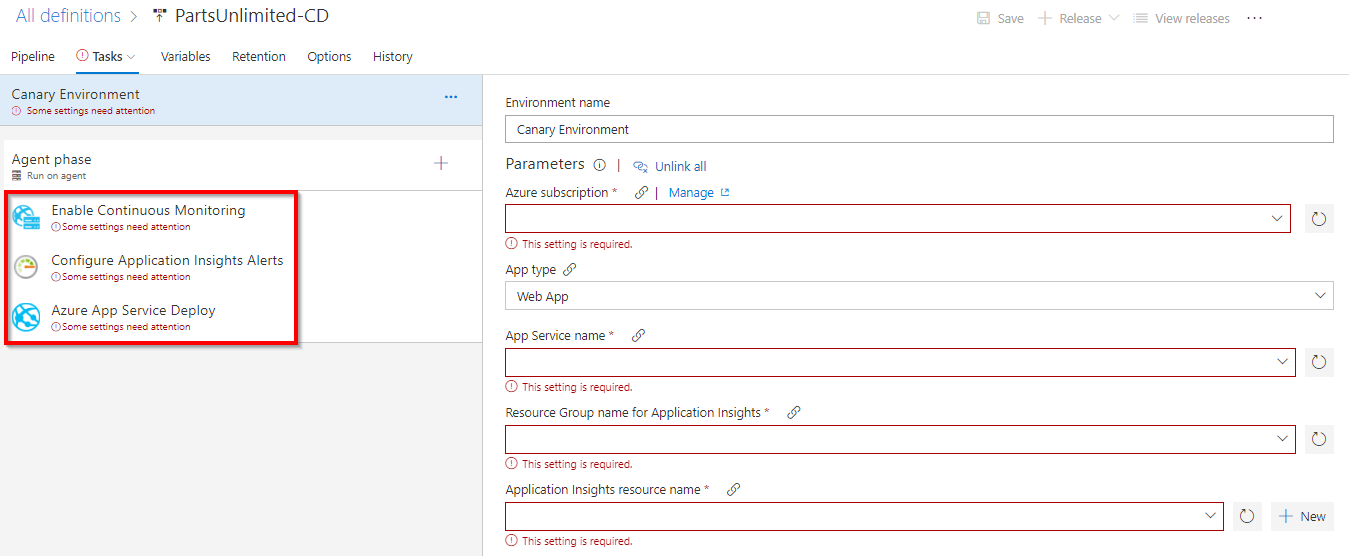 All definitions > PartsUnlimited-CD
Save + Release View releases ...
Pipeline Tasks Variables Retention Options History
Canary Environment ...
Some settings need attention
Agent phase +
Run on agent
Enable Continuous Monitoring
Some settings need attention
Configure Application Insights Alerts
Some settings need attention
Azure App Service Deploy
Some settings need attention
Environment name
Canary Environment
Parameters | Unlink all
Azure subscription * | Manage
This setting is required.
App type
Web App
App Service name *
This setting is required.
Resource Group name for Application Insights *
This setting is required.
Application Insights resource name *
+ New
This setting is required.